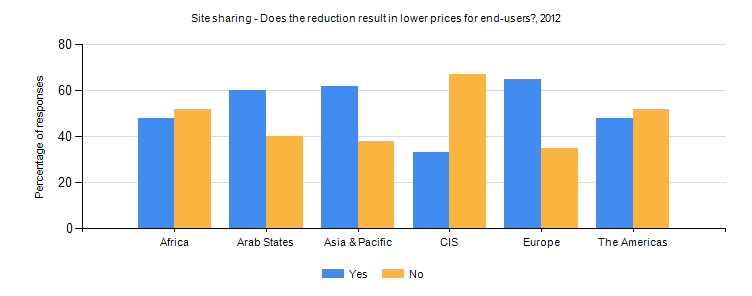 Site sharing - Does the reduction result in lower prices for end-users?, 2012
80
60
40
20
0
Percentage of responses
Africa
Arab States
Asia & Pacific
CIS
Europe
The Americas
Yes
No